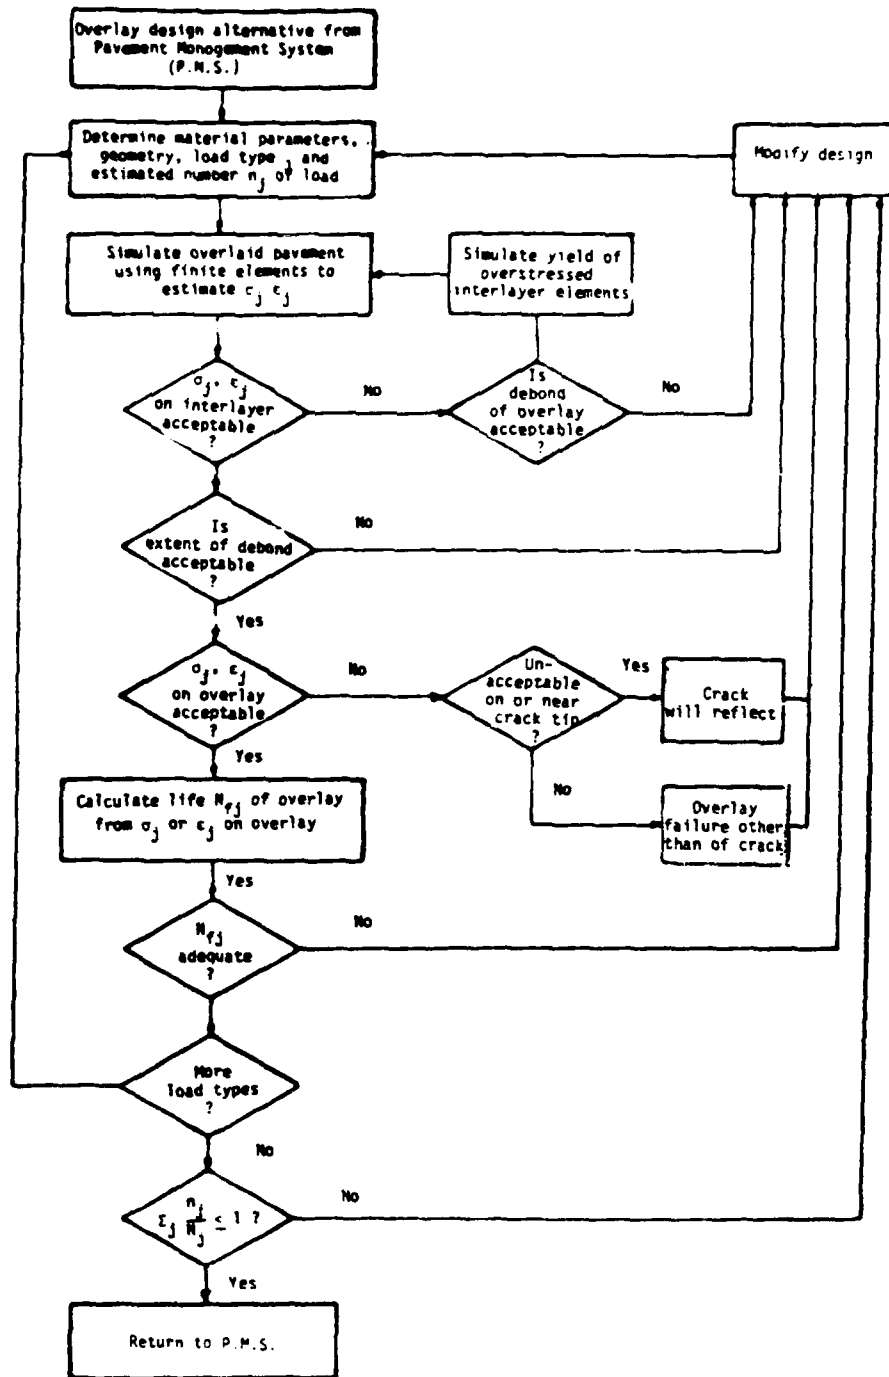 Overlay design alternative from
Pavement Monogement System
(P.M.S.)
Determine material parameters,
geometry, load type j and
estimated number nj of load
Modify design
Simulate overlaid pavement
using finite elements to
estimate σj εj
Simulate yield of
overstressed
interlayer elements
σj, εj
on interlayer
acceptable
?
No
Is
debond
of overlay
acceptable
?
No
Is
extent of debond
acceptable
?
No
Yes
σj, εj
on overlay
acceptable
?
No
Un-
acceptable
on or near
crack tip
?
Yes
Crack
will reflect
Yes
No
Calculate life Nfj of overlay
from σj or εj on overlay
Overlay
failure other
than of crack
Yes
Nfj
adequate
?
No
More
load types
?
No
Σj nj/Nj ≤ 1 ?
No
Yes
Return to P.M.S.